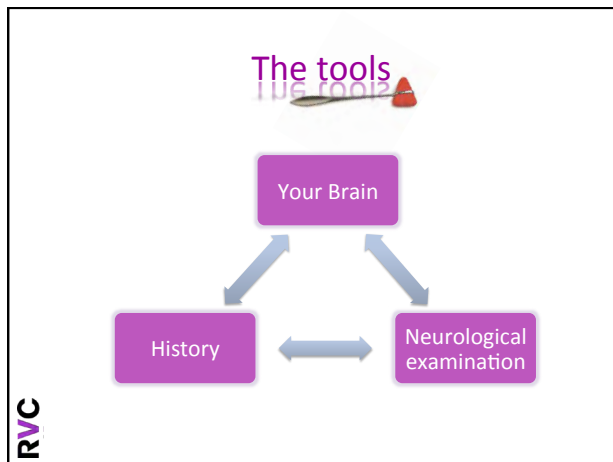 The tools
Your Brain
History
Neurological
examination
RVC